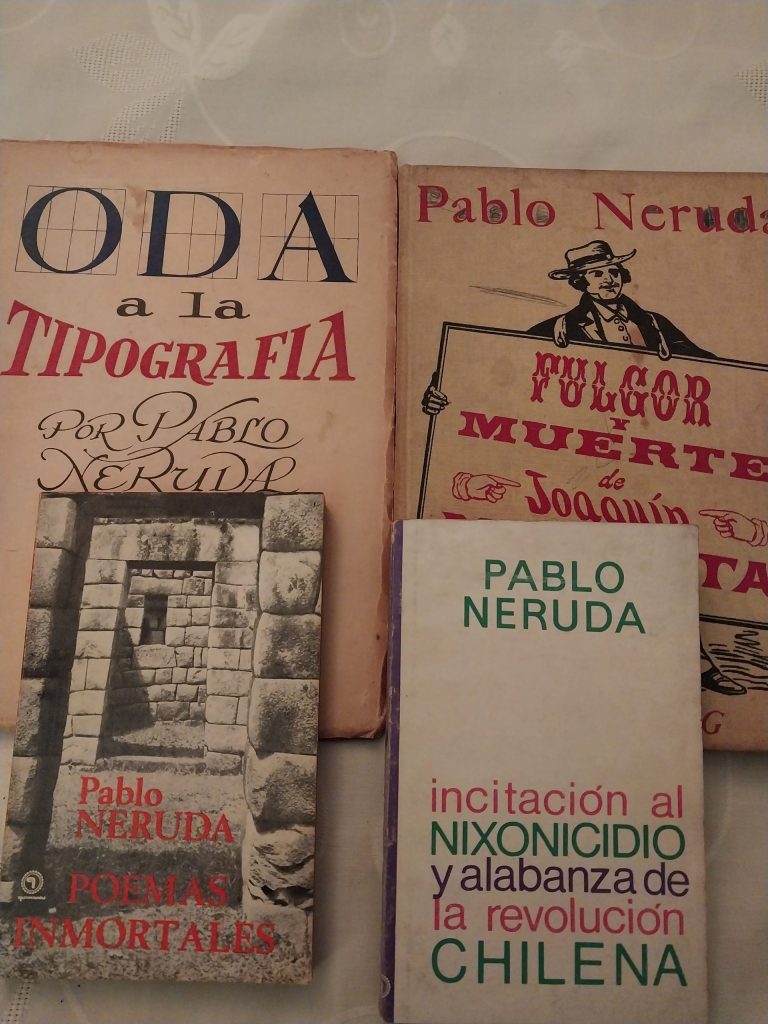 ODA
a la
TIPOGRAFIA
POR PABLO
NERUDA
Pablo Neruda
FULGOR
Y
MUERTE
de
Joaquín
TA
G
Pablo
NERUDA
POEMAS
INMORTALES
PABLO
NERUDA
incitación al
NIXONICIDIO
y alabanza de
la revolución
CHILENA